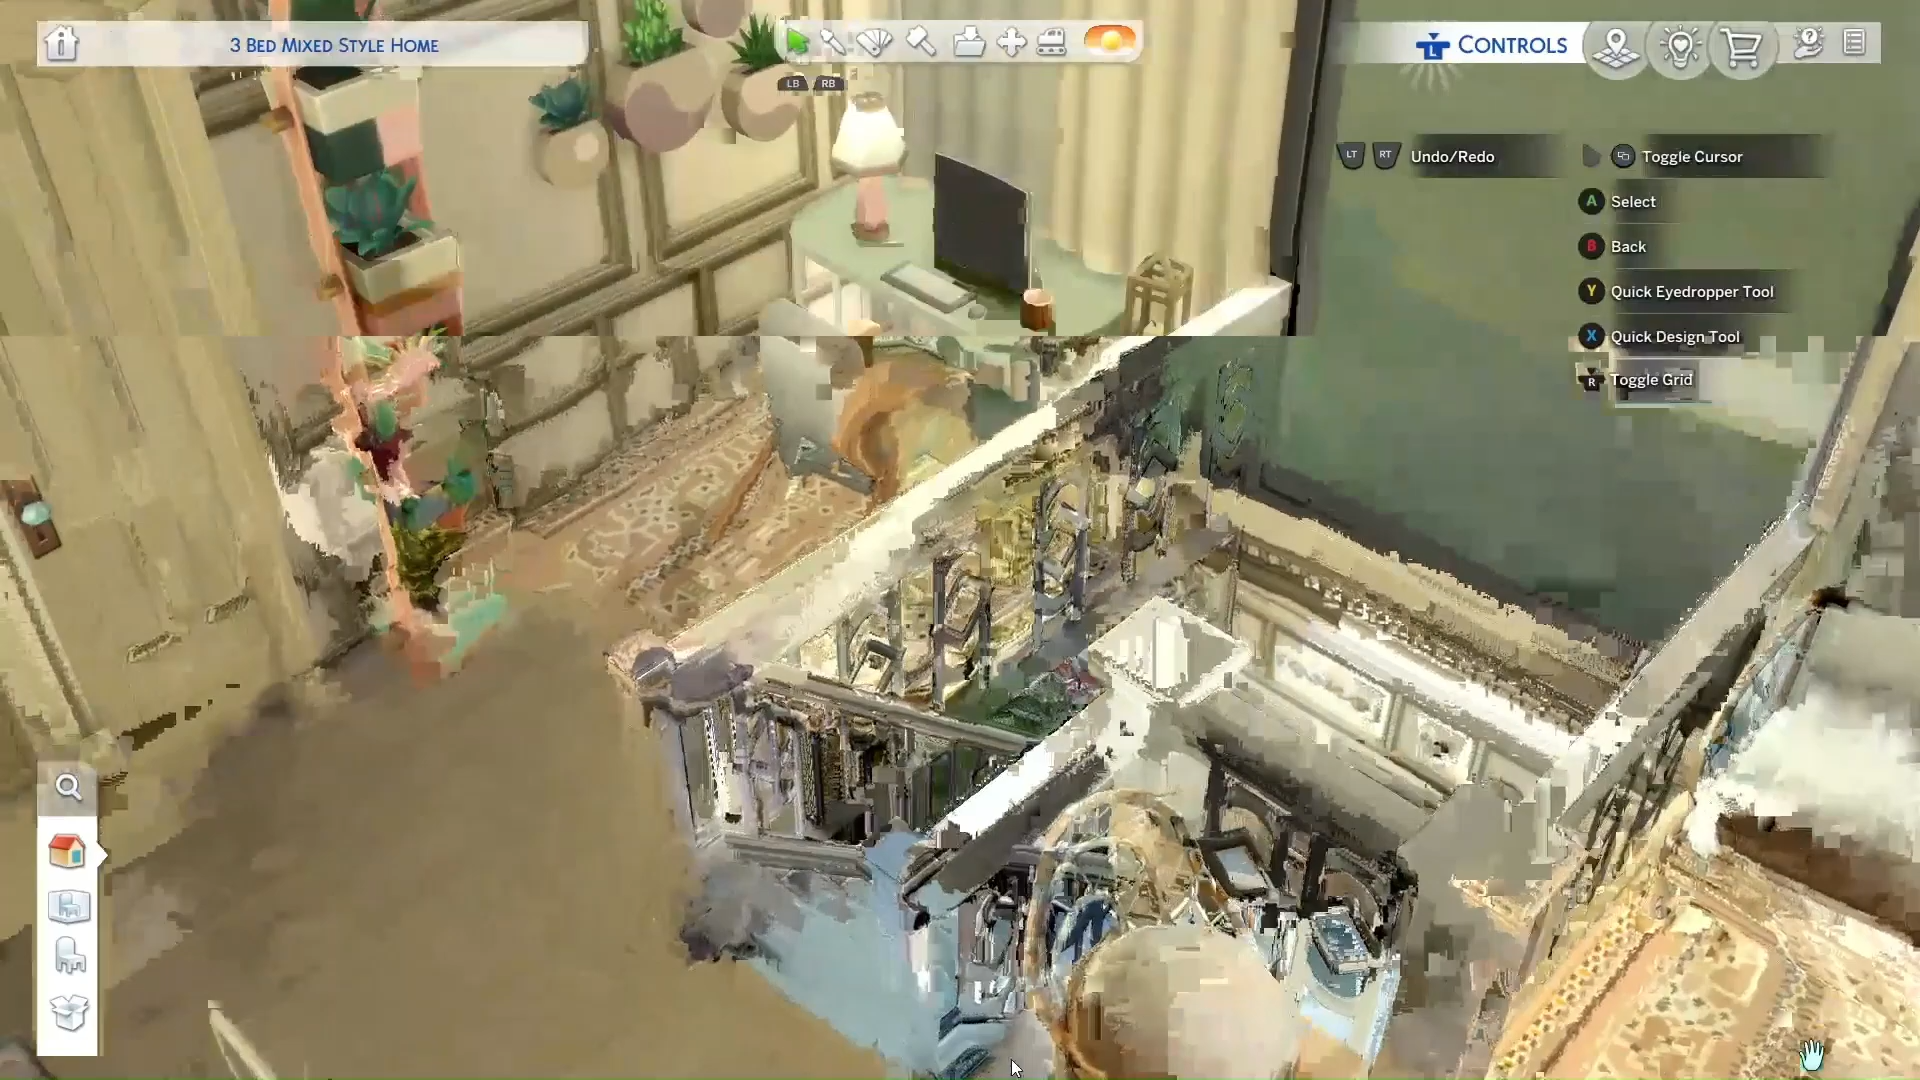 3 BED MIXED STYLE HOME
LB RB
L CONTROLS
LT RT Undo/Redo
Toggle Cursor
A Select
B Back
Y Quick Eyedropper Tool
X Quick Design Tool
R Toggle Grid